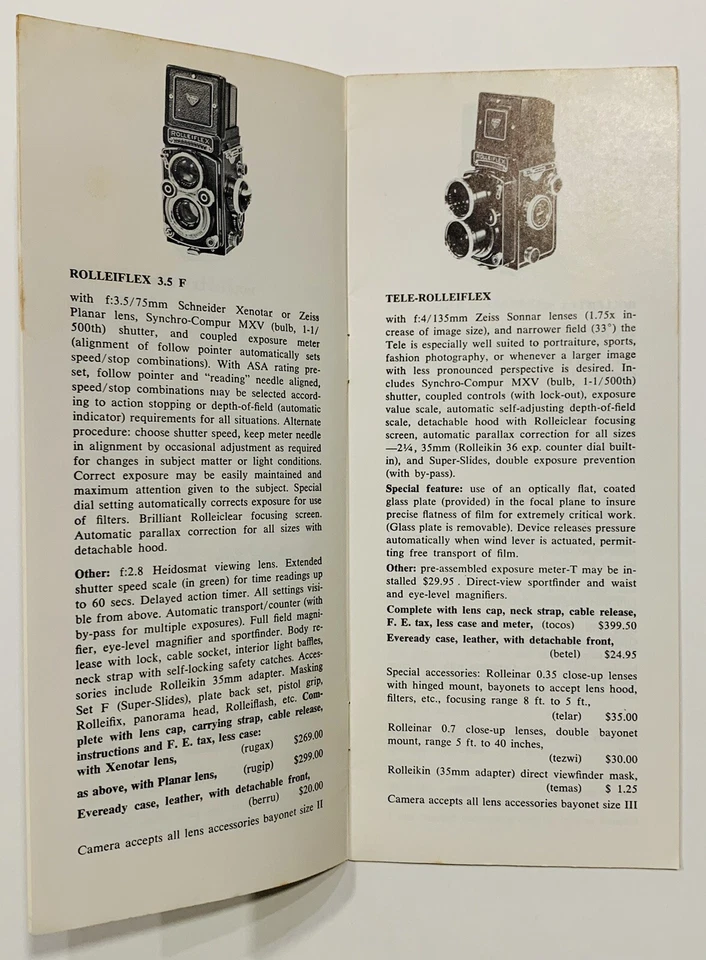 ROLLEIFLEX
ROLLEIFLEX 3.5 F
with f:3.5/75mm Schneider Xenotar or Zeiss
Planar lens, Synchro-Compur MXV (bulb, 1-1/
500th) shutter, and coupled exposure meter
(alignment of follow pointer automatically sets
speed/stop combinations). With ASA rating pre-
set, follow pointer and "reading" needle aligned,
speed/stop combinations may be selected accord-
ing to action stopping or depth-of-field (automatic
indicator) requirements for all situations. Alternate
procedure: choose shutter speed, keep meter needle
in alignment by occasional adjustment as required
for changes in subject matter or light conditions.
Correct exposure may be easily maintained and
maximum attention given to the subject. Special
dial setting automatically corrects exposure for use
of filters. Brilliant Rolleiclear focusing screen.
Automatic parallax correction for all sizes with
detachable hood.
Other: f:2.8 Heidosmat viewing lens. Extended
shutter speed scale (in green) for time readings up
to 60 secs. Delayed action timer. All settings visi-
ble from above. Automatic transport/counter (with
by-pass for multiple exposures). Full field magni-
fier, eye-level magnifier and sportfinder. Body re-
lease with lock, cable socket, interior light baffles,
neck strap with self-locking safety catches. Acces-
sories include Rolleikin 35mm adapter. Masking
Set F (Super-Slides), plate back set, pistol grip,
Rolleifix, panorama head, Rolleiflash, etc. Com-
plete with lens cap, carrying strap, cable release,
instructions and F. E. tax, less case:
with Xenotar lens, (rugax) $269.00
as above, with Planar lens, (rugip) $299.00
Eveready case, leather, with detachable front,
(berru) $20.00
Camera accepts all lens accessories bayonet size II
ROLLEIFLEX
TELE-ROLLEIFLEX
with f:4/135mm Zeiss Sonnar lenses (1.75x in-
crease of image size), and narrower field (33°) the
Tele is especially well suited to portraiture, sports,
fashion photography, or whenever a larger image
with less pronounced perspective is desired. In-
cludes Synchro-Compur MXV (bulb, 1-1/500th)
shutter, coupled controls (with lock-out), exposure
value scale, automatic self-adjusting depth-of-field
scale, detachable hood with Rolleiclear focusing
screen, automatic parallax correction for all sizes
—2¼, 35mm (Rolleikin 36 exp. counter dial built-
in), and Super-Slides, double exposure prevention
(with by-pass).
Special feature: use of an optically flat, coated
glass plate (provided) in the focal plane to insure
precise flatness of film for extremely critical work.
(Glass plate is removable). Device releases pressure
automatically when wind lever is actuated, permit-
ting free transport of film.
Other: pre-assembled exposure meter-T may be in-
stalled $29.95 . Direct-view sportfinder and waist
and eye-level magnifiers.
Complete with lens cap, neck strap, cable release,
F. E. tax, less case and meter, (tocos) $399.50
Eveready case, leather, with detachable front,
(betel) $24.95
Special accessories: Rolleinar 0.35 close-up lenses
with hinged mount, bayonets to accept lens hood,
filters, etc., focusing range 8 ft. to 5 ft.,
(telar) $35.00
Rolleinar 0.7 close-up lenses, double bayonet
mount, range 5 ft. to 40 inches,
(tezwi) $30.00
Rolleikin (35mm adapter) direct viewfinder mask,
(temas) $ 1.25
Camera accepts all lens accessories bayonet size III